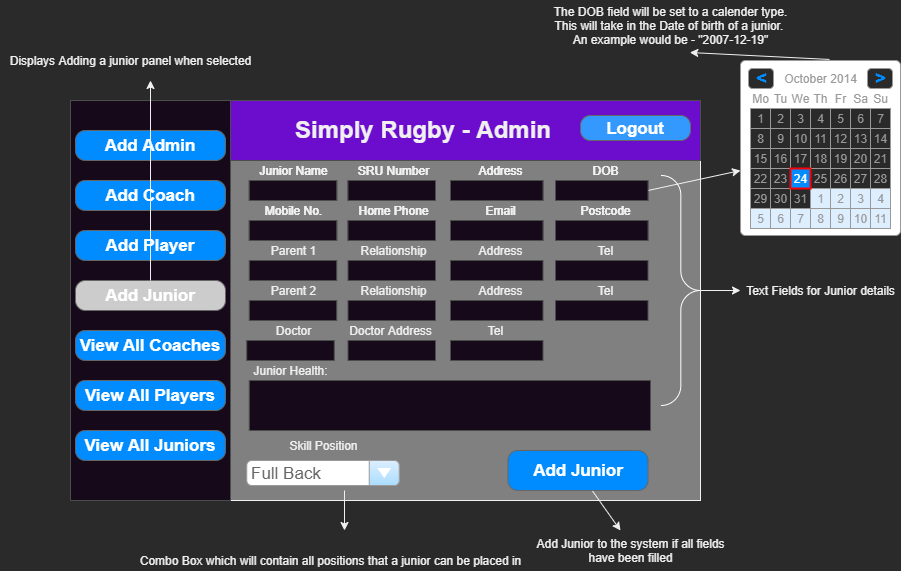 The DOB field will be set to a calender type.
This will take in the Date of birth of a junior.
An example would be - "2007-12-19"
Displays Adding a junior panel when selected
< October 2014 >
Mo Tu We Th Fr Sa Su
1 2 3 4 5 6 7
8 9 10 11 12 13 14
15 16 17 18 19 20 21
22 23 24 25 26 27 28
29 30 31 1 2 3 4
5 6 7 8 9 10 11
Simply Rugby - Admin
Logout
Add Admin
Add Coach
Add Player
Add Junior
View All Coaches
View All Players
View All Juniors
Junior Name SRU Number Address DOB
Mobile No. Home Phone Email Postcode
Parent 1 Relationship Address Tel
Parent 2 Relationship Address Tel
Doctor Doctor Address Tel
Junior Health:
Skill Position
Full Back
Add Junior
Text Fields for Junior details
Combo Box which will contain all positions that a junior can be placed in
Add Junior to the system if all fields
have been filled